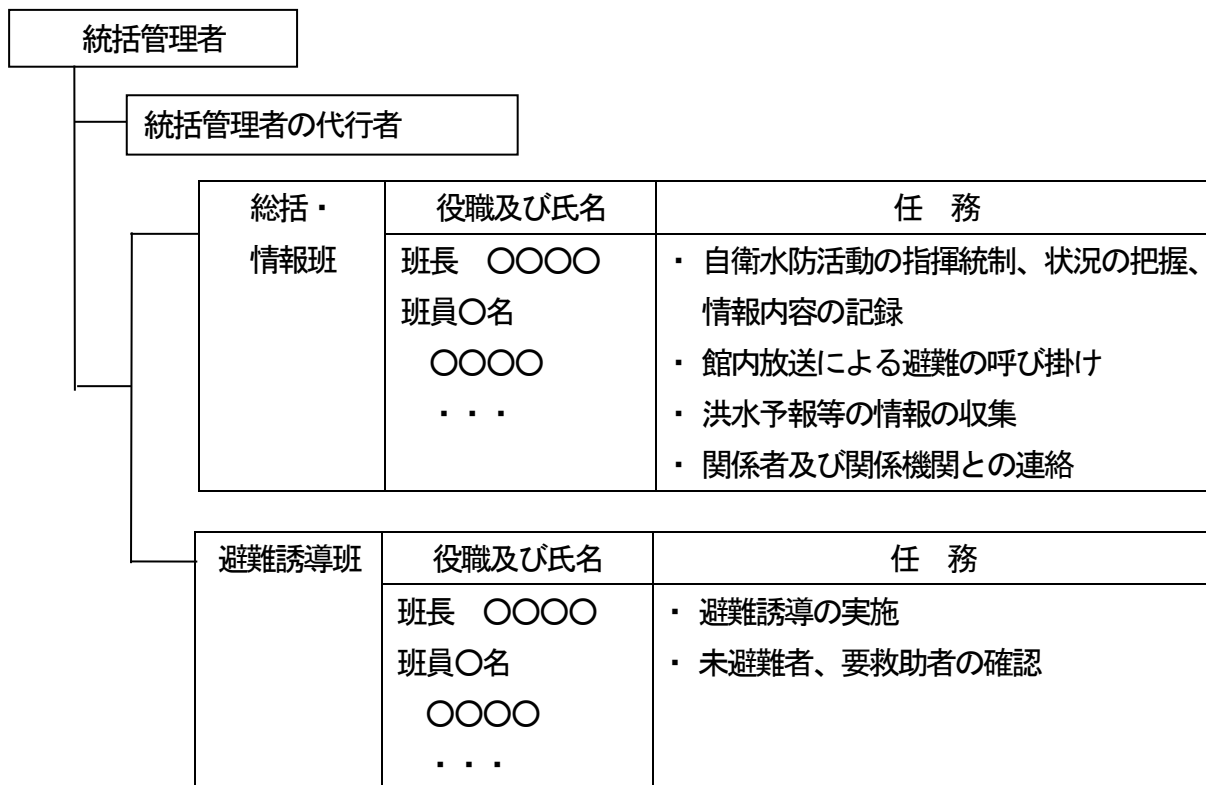 統括管理者
統括管理者の代行者
総括・
情報班
役職及び氏名
任 務
班長 〇〇〇〇
班員〇名
〇〇〇〇
・・・
・ 自衛水防活動の指揮統制、状況の把握、
情報内容の記録
・ 館内放送による避難の呼び掛け
・ 洪水予報等の情報の収集
・ 関係者及び関係機関との連絡
避難誘導班
役職及び氏名
任 務
班長 〇〇〇〇
班員〇名
〇〇〇〇
・・・
・ 避難誘導の実施
・ 未避難者、要救助者の確認